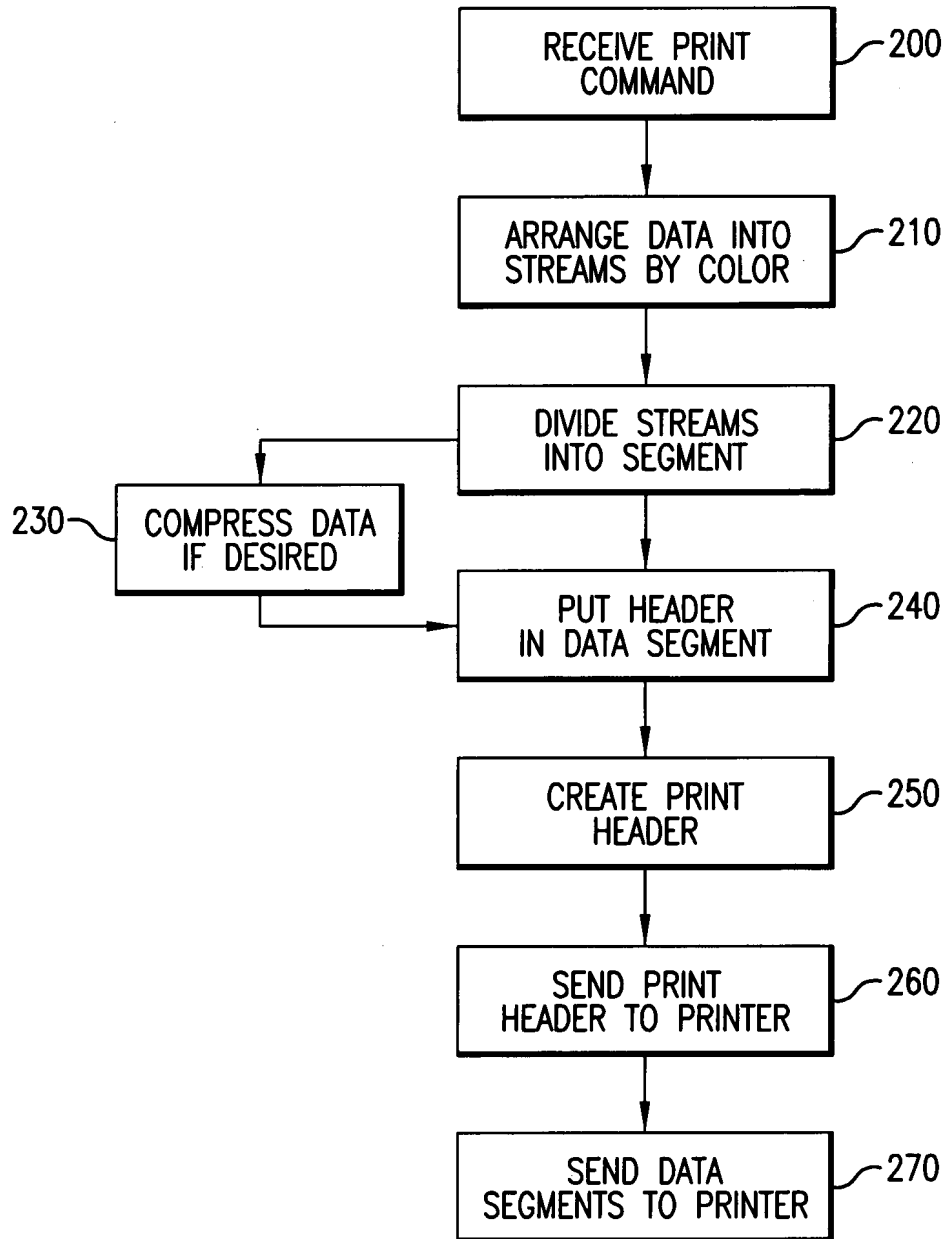 RECEIVE PRINT
COMMAND
200
ARRANGE DATA INTO
STREAMS BY COLOR
210
DIVIDE STREAMS
INTO SEGMENT
220
230
COMPRESS DATA
IF DESIRED
PUT HEADER
IN DATA SEGMENT
240
CREATE PRINT
HEADER
250
SEND PRINT
HEADER TO PRINTER
260
SEND DATA
SEGMENTS TO PRINTER
270